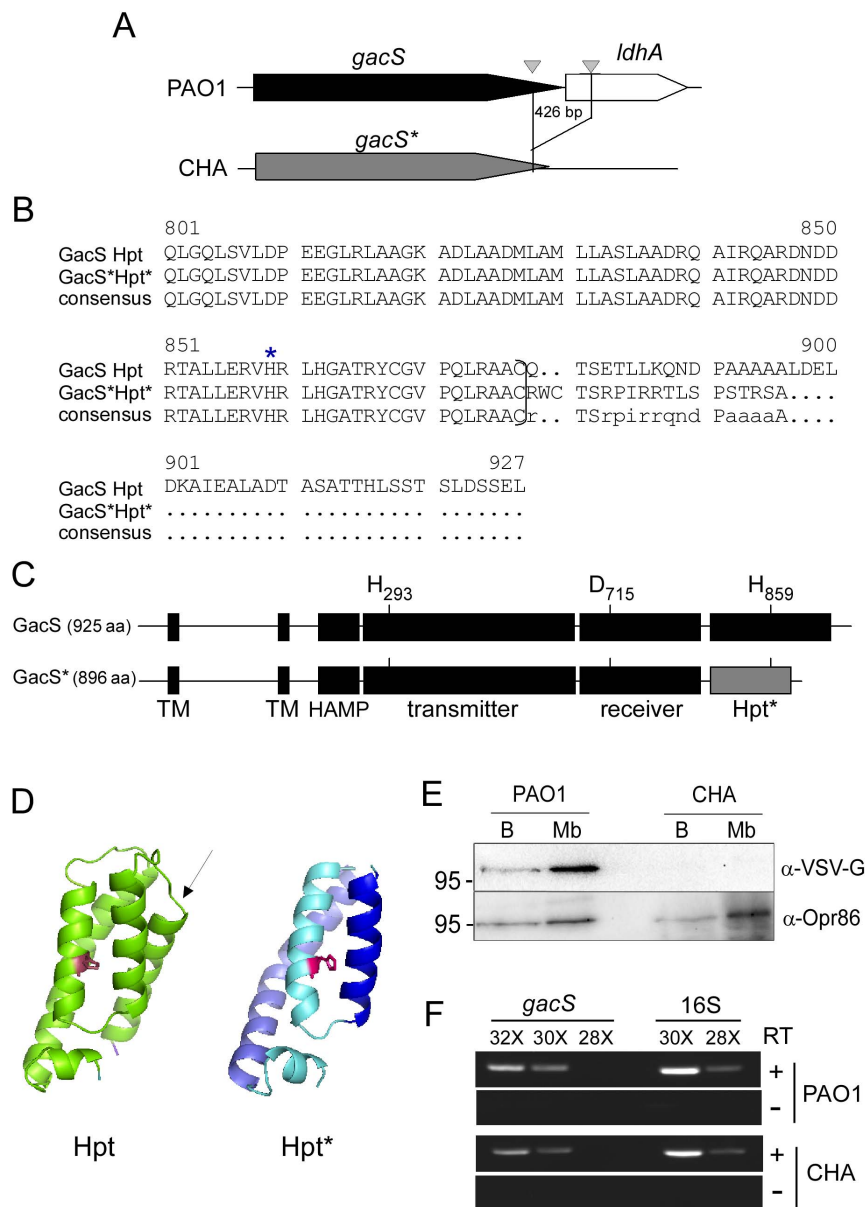 A
gacS
ldhA
PAO1
426 bp
gacS*
CHA
B
801 850
GacS Hpt QLGQLSVLDP EEGLRLAAGK ADLAADMLAM LLASLAADRQ AIRQARDNDD
GacS*Hpt* QLGQLSVLDP EEGLRLAAGK ADLAADMLAM LLASLAADRQ AIRQARDNDD
consensus QLGQLSVLDP EEGLRLAAGK ADLAADMLAM LLASLAADRQ AIRQARDNDD
851 * 900
GacS Hpt RTALLERVHR LHGATRYCGV PQLRAACQ.. TSETLLKQND PAAAAALDEL
GacS*Hpt* RTALLERVHR LHGATRYCGV PQLRAACRWC TSRPIRRTLS PSTRSA....
consensus RTALLERVHR LHGATRYCGV PQLRAACr.. TSrpirrqnd PaaaaA....
901 927
GacS Hpt DKAIEALADT ASATTHLSST SLDSSEL
GacS*Hpt* .......... .......... .......
consensus .......... .......... .......
C
H293 D715 H859
GacS (925 aa)
GacS* (896 aa)
TM TM HAMP transmitter receiver Hpt*
D
Hpt Hpt*
E
PAO1 CHA
B Mb B Mb
95 - α-VSV-G
95 - α-Opr86
F
gacS 16S
32X 30X 28X 30X 28X RT
+
-
PAO1
+
-
CHA